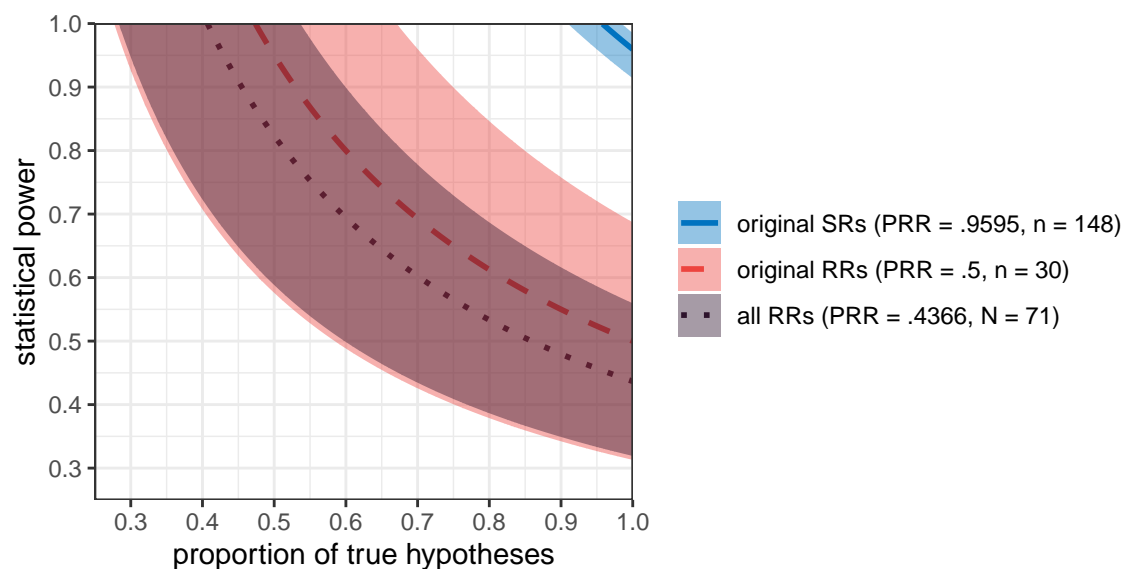 1.0
0.9
0.8
0.7
0.6
0.5
0.4
0.3
statistical power
0.3 0.4 0.5 0.6 0.7 0.8 0.9 1.0
proportion of true hypotheses
original SRs (PRR = .9595, n = 148)
original RRs (PRR = .5, n = 30)
all RRs (PRR = .4366, N = 71)